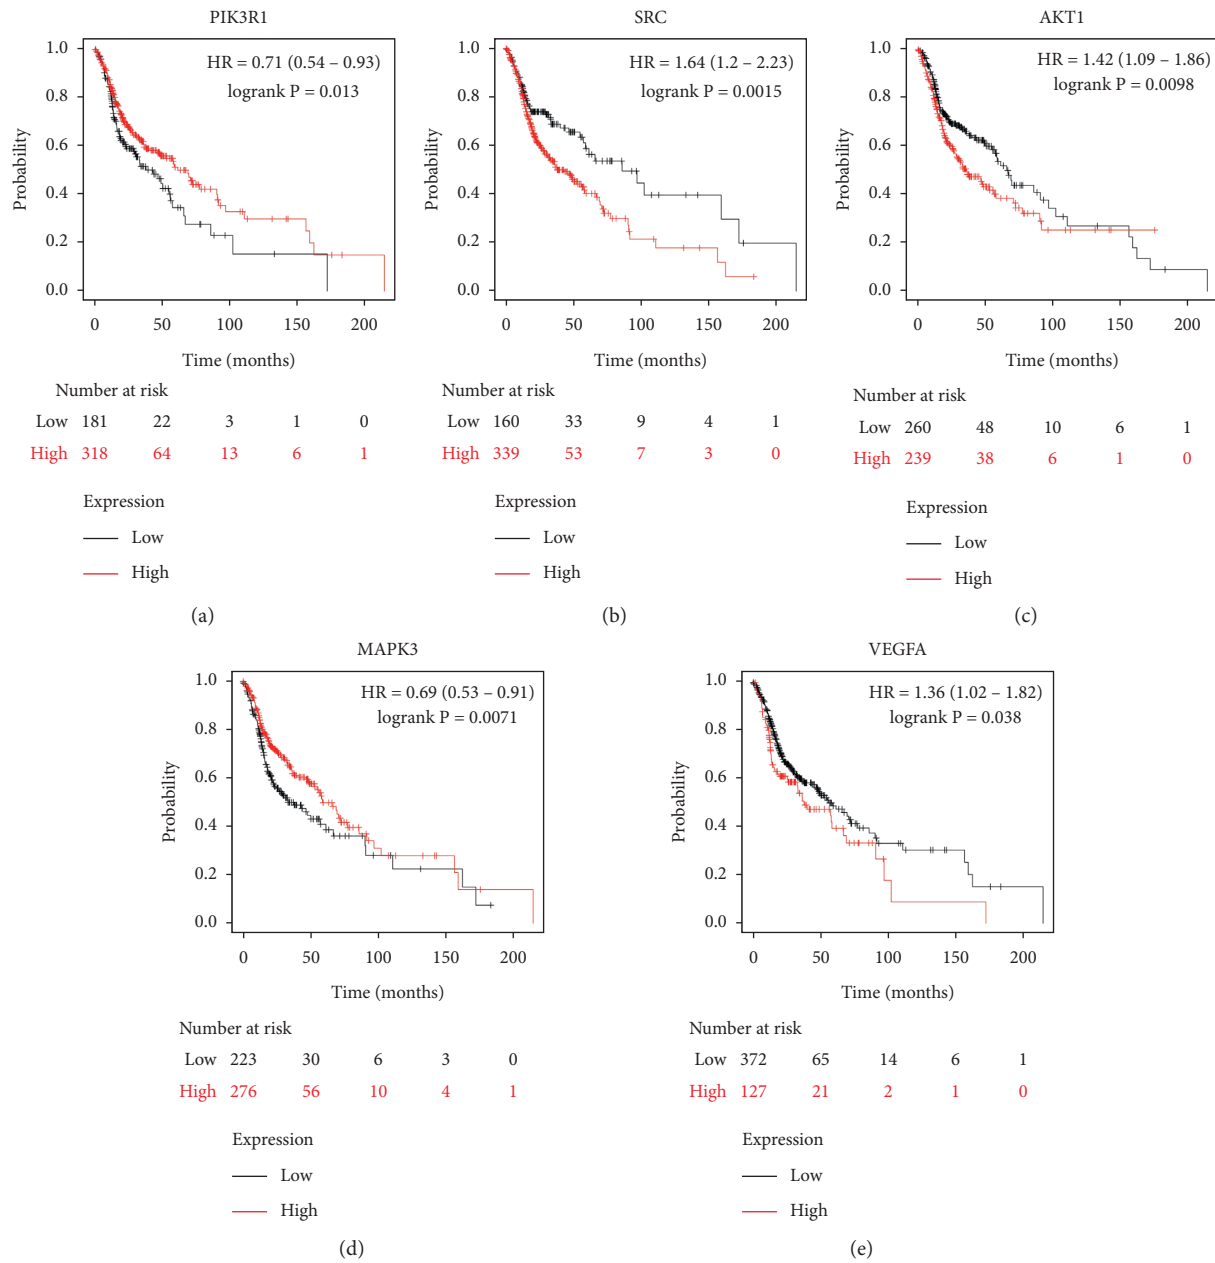 PIK3R1
HR = 0.71 (0.54 – 0.93)
logrank P = 0.013
Probability
1.0
0.8
0.6
0.4
0.2
0.0
0 50 100 150 200
Time (months)
Number at risk
Low 181 22 3 1 0
High 318 64 13 6 1
Expression
Low
High
(a)
SRC
HR = 1.64 (1.2 – 2.23)
logrank P = 0.0015
Probability
1.0
0.8
0.6
0.4
0.2
0.0
0 50 100 150 200
Time (months)
Number at risk
Low 160 33 9 4 1
High 339 53 7 3 0
Expression
Low
High
(b)
AKT1
HR = 1.42 (1.09 – 1.86)
logrank P = 0.0098
Probability
1.0
0.8
0.6
0.4
0.2
0.0
0 50 100 150 200
Time (months)
Number at risk
Low 260 48 10 6 1
High 239 38 6 1 0
Expression
Low
High
(c)
MAPK3
HR = 0.69 (0.53 – 0.91)
logrank P = 0.0071
Probability
1.0
0.8
0.6
0.4
0.2
0.0
0 50 100 150 200
Time (months)
Number at risk
Low 223 30 6 3 0
High 276 56 10 4 1
Expression
Low
High
(d)
VEGFA
HR = 1.36 (1.02 – 1.82)
logrank P = 0.038
Probability
1.0
0.8
0.6
0.4
0.2
0.0
0 50 100 150 200
Time (months)
Number at risk
Low 372 65 14 6 1
High 127 21 2 1 0
Expression
Low
High
(e)